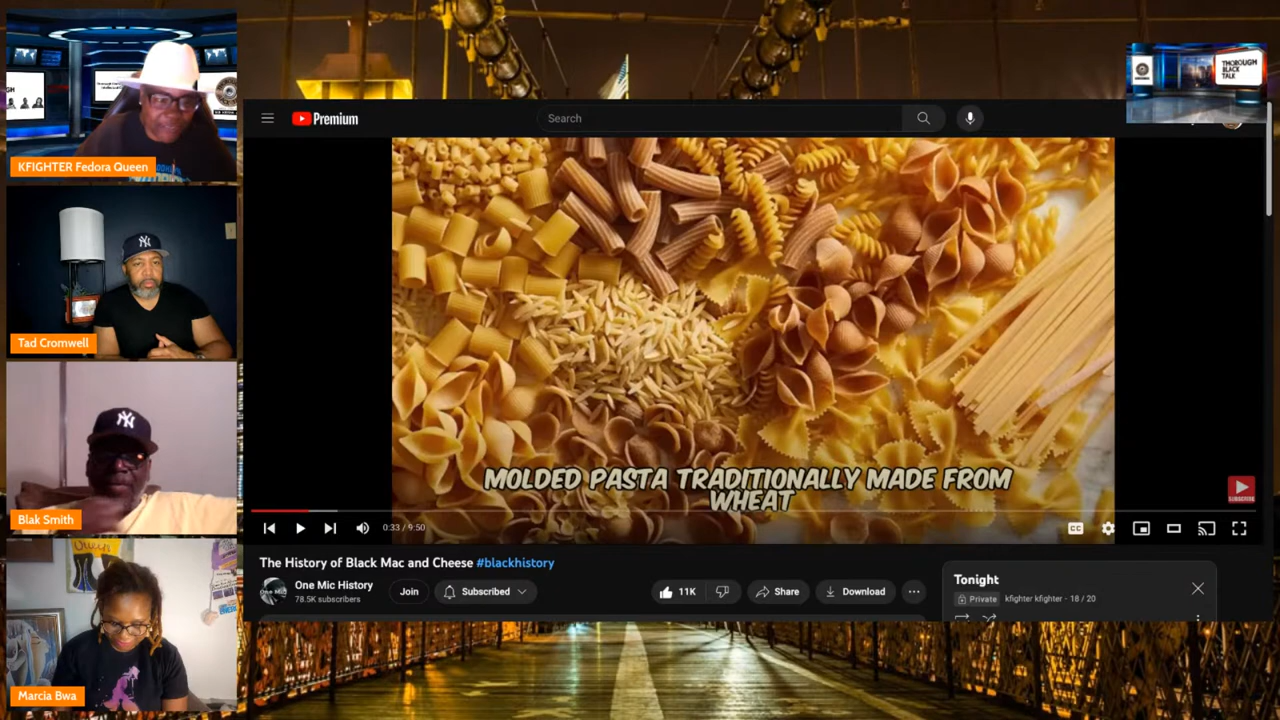 KFIGHTER Fedora Queen
Tad Cromwell
Blak Smith
Marcia Bwa
THOROUGH
BLACK
TALK
Premium
Search
MOLDED PASTA TRADITIONALLY MADE FROM
WHEAT
SUBSCRIBE
0:33 / 9:50
CC
The History of Black Mac and Cheese #blackhistory
One Mic History
78.5K subscribers
Join
Subscribed
11K
Share
Download
Tonight
Private kfighter kfighter - 18 / 20